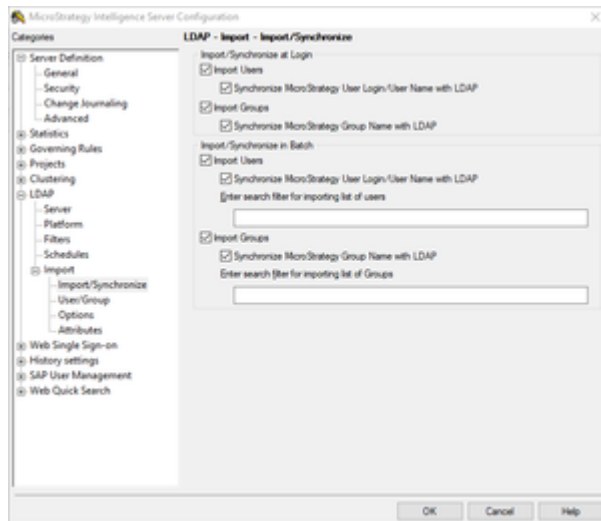 MicroStrategy Intelligence Server Configuration
Categories
Server Definition
General
Security
Change Journaling
Advanced
Statistics
Governing Rules
Projects
Clustering
LDAP
Server
Platform
Filters
Schedules
Import
Import/Synchronize
User/Group
Options
Attributes
Web Single Sign-on
History settings
SAP User Management
Web Quick Search
LDAP - Import - Import/Synchronize
Import/Synchronize at Login
Import Users
Synchronize MicroStrategy User Login/User Name with LDAP
Import Groups
Synchronize MicroStrategy Group Name with LDAP
Import/Synchronize in Batch
Import Users
Synchronize MicroStrategy User Login/User Name with LDAP
Enter search filter for importing list of users
Import Groups
Synchronize MicroStrategy Group Name with LDAP
Enter search filter for importing list of Groups
OK
Cancel
Help